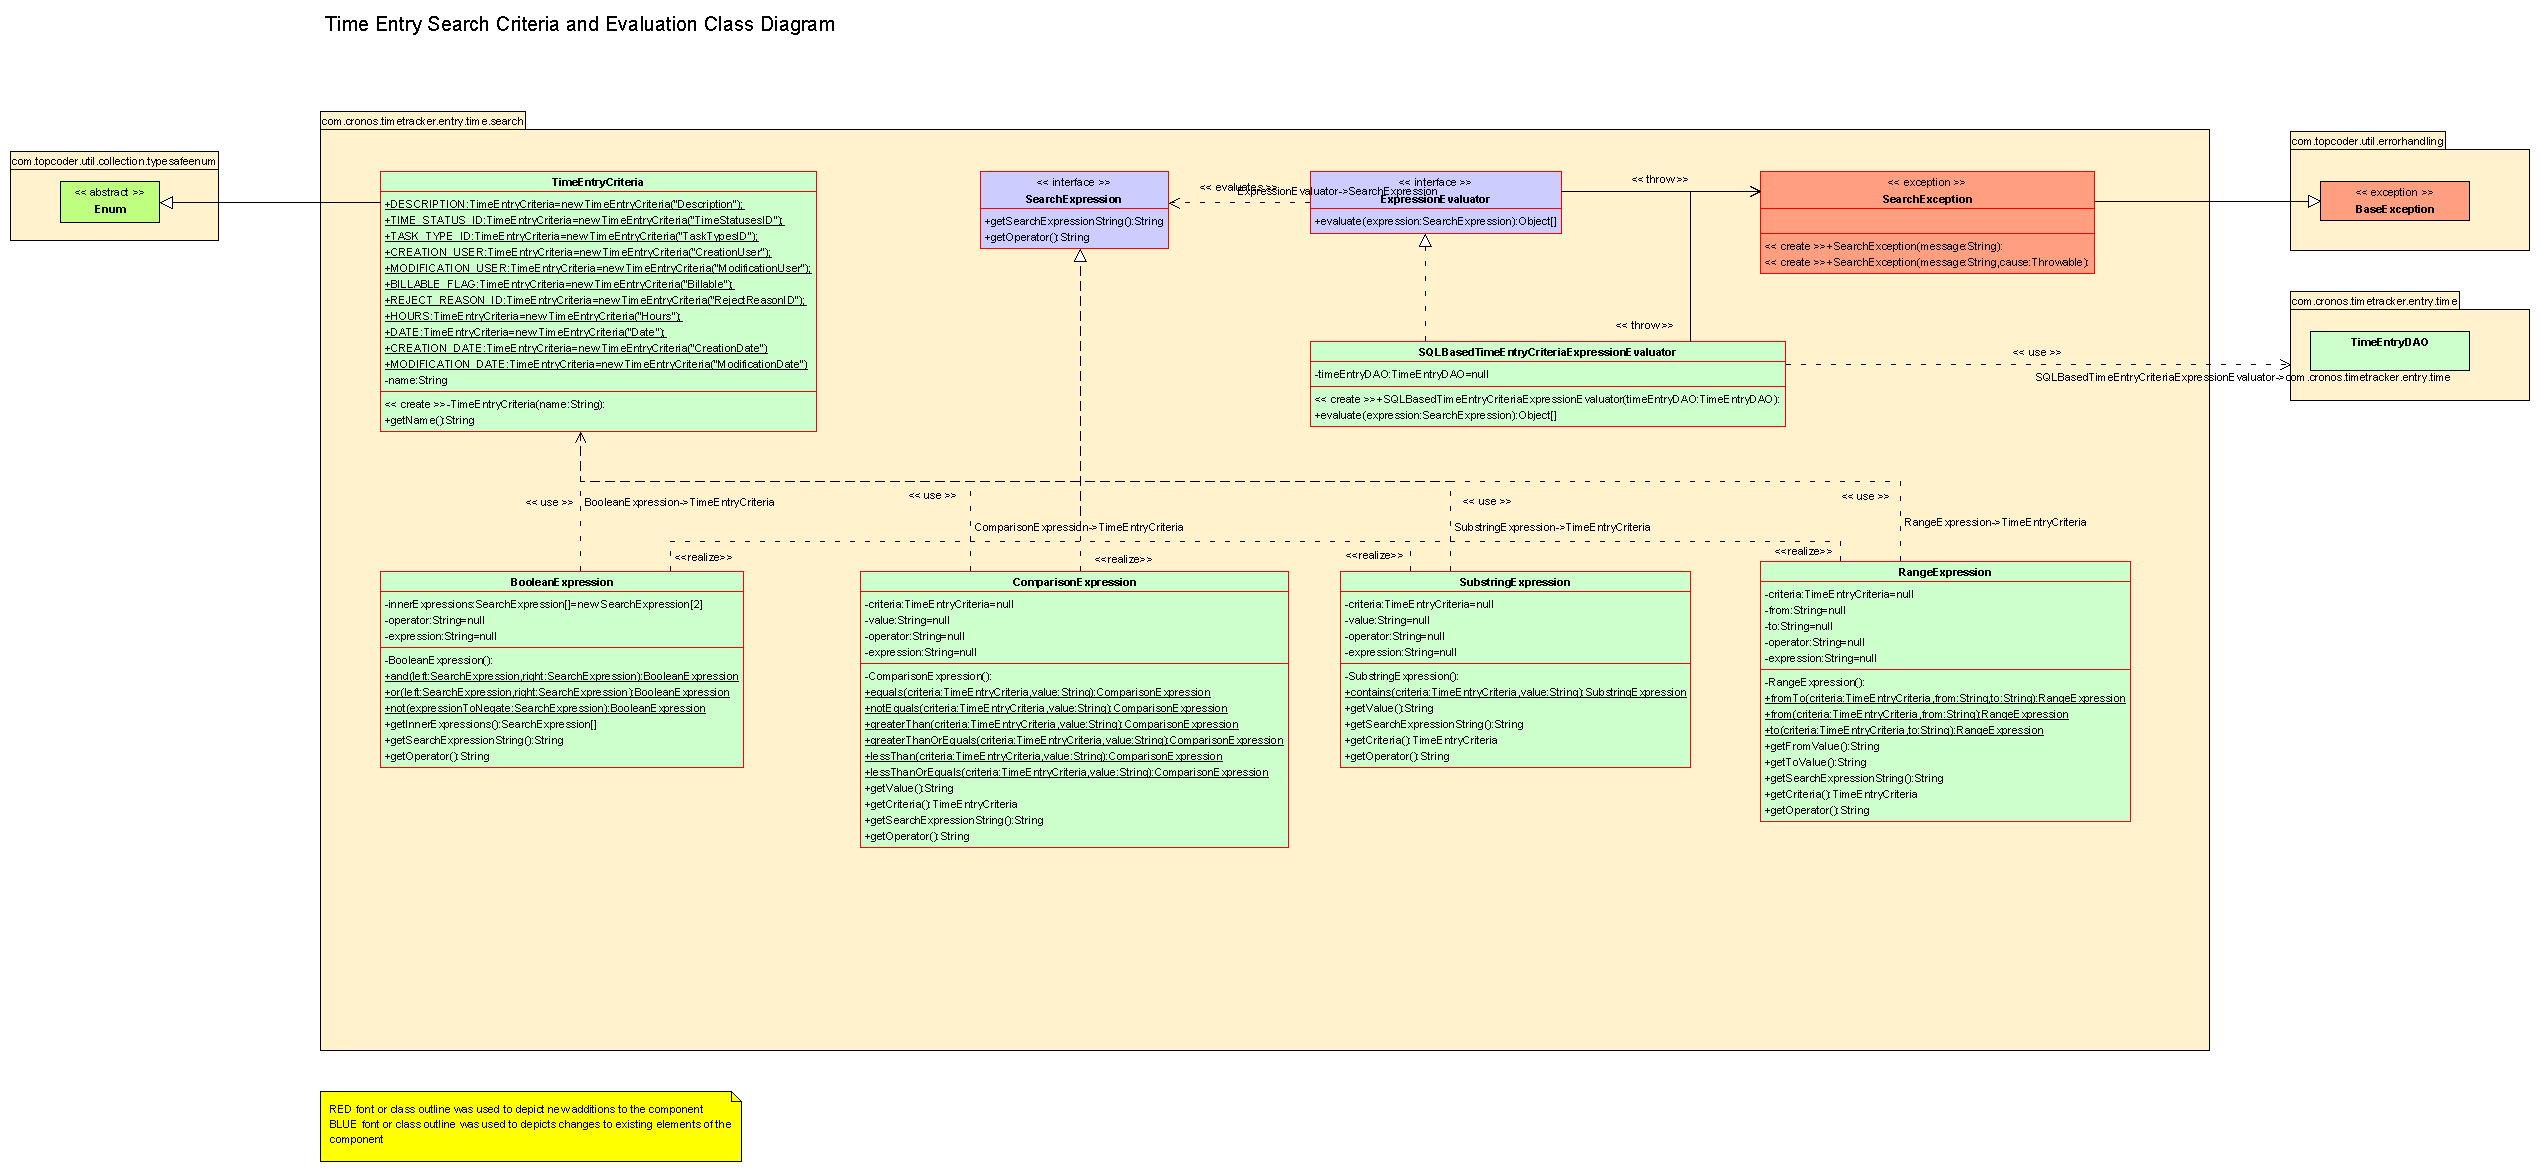 Time Entry Search Criteria and Evaluation Class Diagram
com.cronos.timetracker.entry.time.search
com.topcoder.util.collection.typesafeenum
<< abstract >>
Enum
TimeEntryCriteria
+DESCRIPTION:TimeEntryCriteria=new TimeEntryCriteria("Description");
+TIME_STATUS_ID:TimeEntryCriteria=new TimeEntryCriteria("TimeStatusesID");
+TASK_TYPE_ID:TimeEntryCriteria=new TimeEntryCriteria("TaskTypesID");
+CREATION_USER:TimeEntryCriteria=new TimeEntryCriteria("CreationUser");
+MODIFICATION_USER:TimeEntryCriteria=new TimeEntryCriteria("ModificationUser");
+BILLABLE_FLAG:TimeEntryCriteria=new TimeEntryCriteria("Billable");
+REJECT_REASON_ID:TimeEntryCriteria=new TimeEntryCriteria("RejectReasonID");
+HOURS:TimeEntryCriteria=new TimeEntryCriteria("Hours");
+DATE:TimeEntryCriteria=new TimeEntryCriteria("Date");
+CREATION_DATE:TimeEntryCriteria=new TimeEntryCriteria("CreationDate")
+MODIFICATION_DATE:TimeEntryCriteria=new TimeEntryCriteria("ModificationDate")
-name:String
<< create >>-TimeEntryCriteria(name:String):
+getName():String
<< interface >>
SearchExpression
+getSearchExpressionString():String
+getOperator():String
<< evaluates >>
ExpressionEvaluator->SearchExpression
<< interface >>
ExpressionEvaluator
+evaluate(expression:SearchExpression):Object[]
<< throw >>
<< exception >>
SearchException
<< create >>+SearchException(message:String):
<< create >>+SearchException(message:String,cause:Throwable):
com.topcoder.util.errorhandling
<< exception >>
BaseException
<< throw >>
SQLBasedTimeEntryCriteriaExpressionEvaluator
-timeEntryDAO:TimeEntryDAO=null
<< create >>+SQLBasedTimeEntryCriteriaExpressionEvaluator(timeEntryDAO:TimeEntryDAO):
+evaluate(expression:SearchExpression):Object[]
<< use >>
SQLBasedTimeEntryCriteriaExpressionEvaluator->com.cronos.timetracker.entry.time
com.cronos.timetracker.entry.time
TimeEntryDAO
<< use >>
BooleanExpression->TimeEntryCriteria
<< use >>
ComparisonExpression->TimeEntryCriteria
<< use >>
SubstringExpression->TimeEntryCriteria
<< use >>
RangeExpression->TimeEntryCriteria
<<realize>>
<<realize>>
<<realize>>
<<realize>>
BooleanExpression
-innerExpressions:SearchExpression[]=new SearchExpression[2]
-operator:String=null
-expression:String=null
-BooleanExpression():
+and(left:SearchExpression,right:SearchExpression):BooleanExpression
+or(left:SearchExpression,right:SearchExpression):BooleanExpression
+not(expressionToNegate:SearchExpression):BooleanExpression
+getInnerExpressions():SearchExpression[]
+getSearchExpressionString():String
+getOperator():String
ComparisonExpression
-criteria:TimeEntryCriteria=null
-value:String=null
-operator:String=null
-expression:String=null
-ComparisonExpression():
+equals(criteria:TimeEntryCriteria,value:String):ComparisonExpression
+notEquals(criteria:TimeEntryCriteria,value:String):ComparisonExpression
+greaterThan(criteria:TimeEntryCriteria,value:String):ComparisonExpression
+greaterThanOrEquals(criteria:TimeEntryCriteria,value:String):ComparisonExpression
+lessThan(criteria:TimeEntryCriteria,value:String):ComparisonExpression
+lessThanOrEquals(criteria:TimeEntryCriteria,value:String):ComparisonExpression
+getValue():String
+getCriteria():TimeEntryCriteria
+getSearchExpressionString():String
+getOperator():String
SubstringExpression
-criteria:TimeEntryCriteria=null
-value:String=null
-operator:String=null
-expression:String=null
-SubstringExpression():
+contains(criteria:TimeEntryCriteria,value:String):SubstringExpression
+getValue():String
+getSearchExpressionString():String
+getCriteria():TimeEntryCriteria
+getOperator():String
RangeExpression
-criteria:TimeEntryCriteria=null
-from:String=null
-to:String=null
-operator:String=null
-expression:String=null
-RangeExpression():
+fromTo(criteria:TimeEntryCriteria,from:String,to:String):RangeExpression
+from(criteria:TimeEntryCriteria,from:String):RangeExpression
+to(criteria:TimeEntryCriteria,to:String):RangeExpression
+getFromValue():String
+getToValue():String
+getSearchExpressionString():String
+getCriteria():TimeEntryCriteria
+getOperator():String
RED font or class outline was used to depict new additions to the component
BLUE font or class outline was used to depicts changes to existing elements of the
component